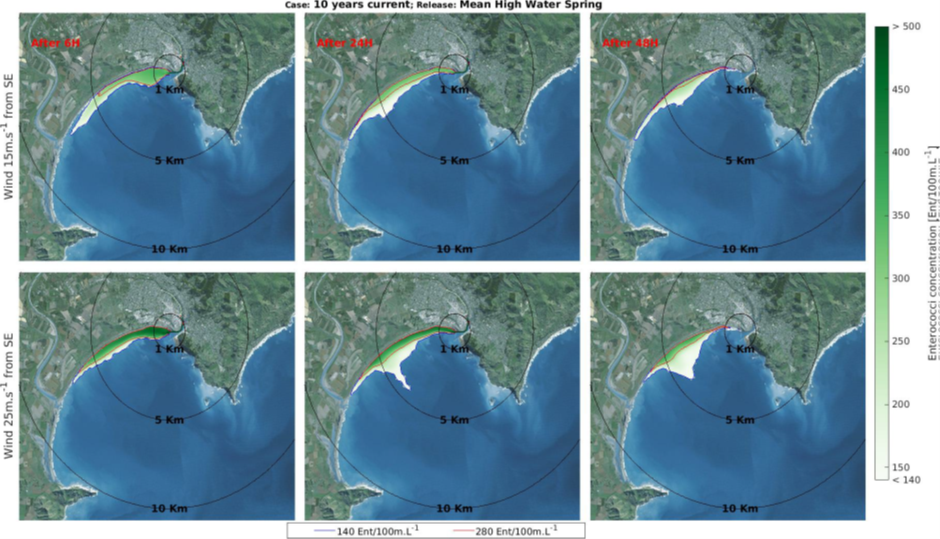 Case: 10 years current; Release: Mean High Water Spring
After 6H
After 24H
After 48H
Wind 15m.s-1 from SE
1 Km
5 Km
10 Km
1 Km
5 Km
10 Km
1 Km
5 Km
10 Km
Wind 25m.s-1 from SE
1 Km
5 Km
10 Km
1 Km
5 Km
10 Km
1 Km
5 Km
10 Km
> 500
450
400
350
300
250
200
150
< 140
Enterococci concentration [Ent/100m.L-1]
140 Ent/100m.L-1
280 Ent/100m.L-1